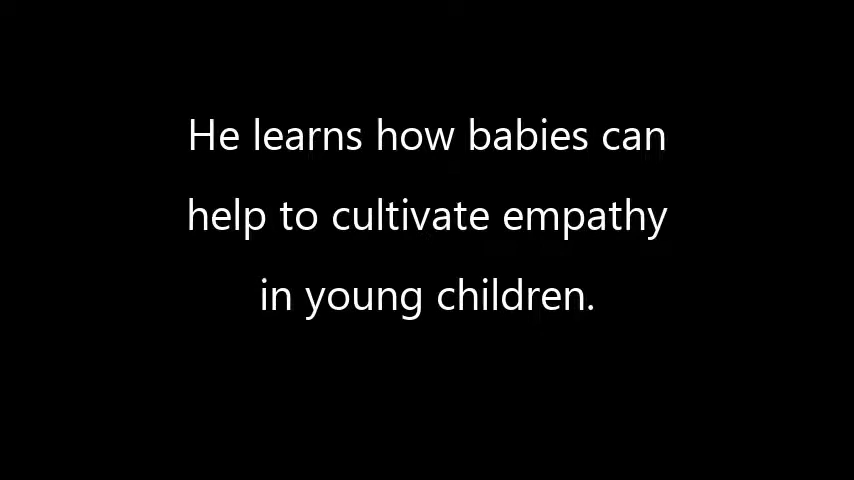 He learns how babies can
help to cultivate empathy
in young children.